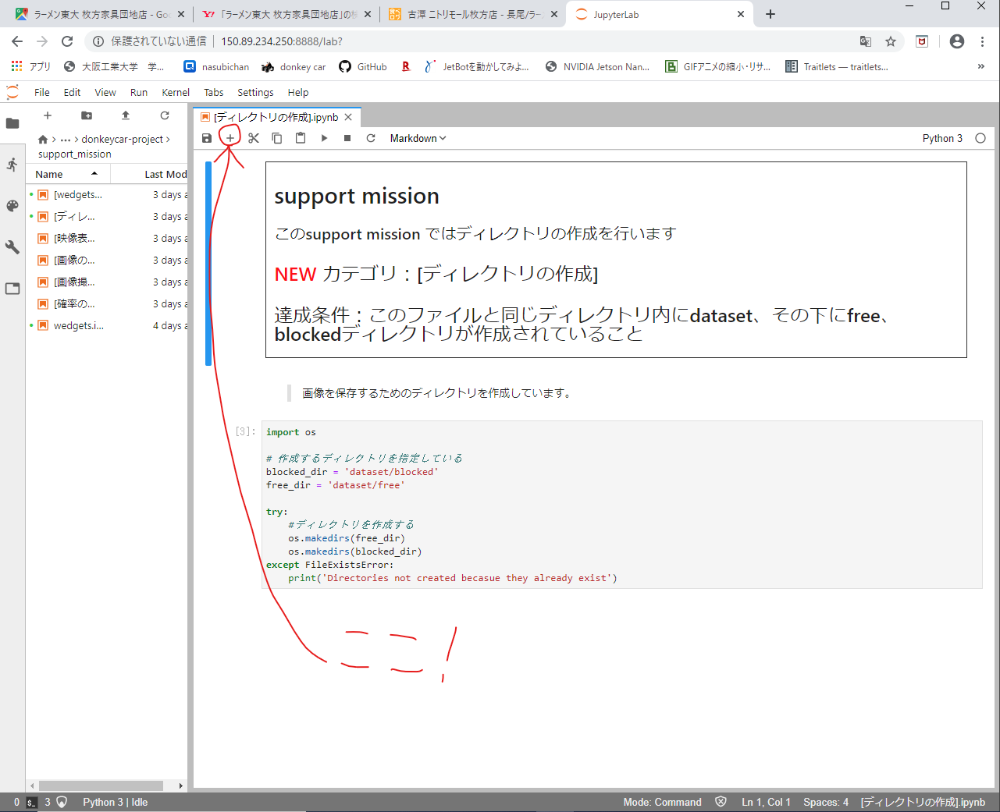 ラーメン東大 枚方家具団地店 - Goo
「ラーメン東大 枚方家具団地店」の検
古潭 ニトリモール枚方店 - 長尾/ラー
JupyterLab
保護されていない通信 150.89.234.250:8888/lab?
アプリ 大阪工業大学 学... nasubichan donkey car GitHub R JetBotを動かしてみよ... NVIDIA Jetson Nan... GIFアニメの縮小・リサ... Traitlets — traitlets... »
File Edit View Run Kernel Tabs Settings Help
[ディレクトリの作成].ipynb
Markdown Python 3
… > donkeycar-project >
support_mission
Name Last Mod
[wedgets... 3 days a
[ディレ... 3 days a
[映像表... 3 days a
[画像の... 3 days a
[画像撮... 3 days a
[確率の... 3 days a
wedgets.i... 4 days a
support mission
このsupport mission ではディレクトリの作成を行います
NEW カテゴリ：[ディレクトリの作成]
達成条件：このファイルと同じディレクトリ内にdataset、その下にfree、
blockedディレクトリが作成されていること
画像を保存するためのディレクトリを作成しています。
[3]:
import os
# 作成するディレクトリを指定している
blocked_dir = 'dataset/blocked'
free_dir = 'dataset/free'
try:
#ディレクトリを作成する
os.makedirs(free_dir)
os.makedirs(blocked_dir)
except FileExistsError:
print('Directories not created becasue they already exist')
ここ!
0 3 Python 3 | Idle Mode: Command Ln 1, Col 1 Spaces: 4 [ディレクトリの作成].ipynb